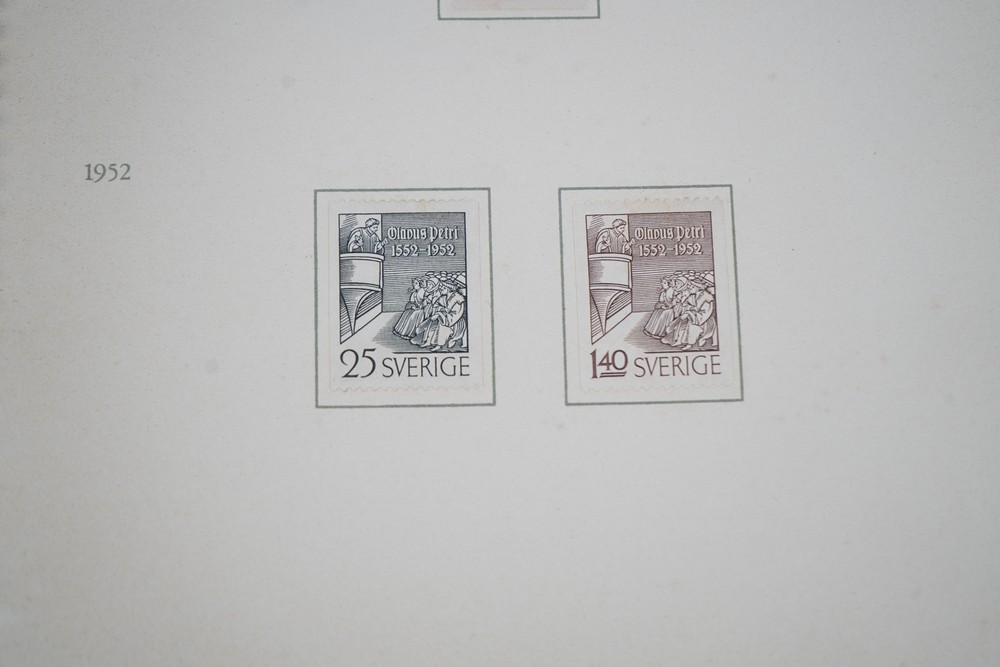 1952
Olavus Petri
1552-1952
25 SVERIGE
Olavus Petri
1552-1952
1.40 SVERIGE